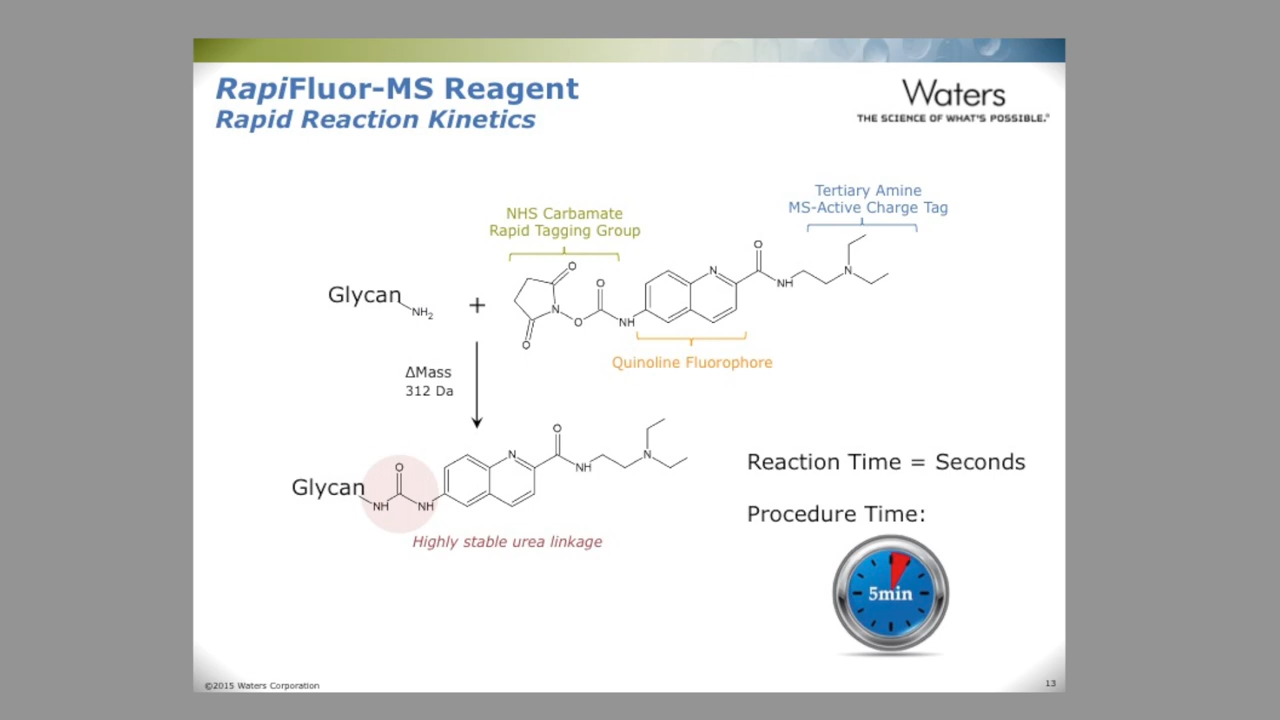 RapiFluor-MS Reagent
Rapid Reaction Kinetics
Waters
THE SCIENCE OF WHAT'S POSSIBLE.®
Tertiary Amine
MS-Active Charge Tag
NHS Carbamate
Rapid Tagging Group
Glycan
NH2
+
O
O
N
O
O
NH
N
O
NH
N
Quinoline Fluorophore
ΔMass
312 Da
Glycan
NH
O
NH
N
O
NH
N
Highly stable urea linkage
Reaction Time = Seconds
Procedure Time:
5min
©2015 Waters Corporation
13